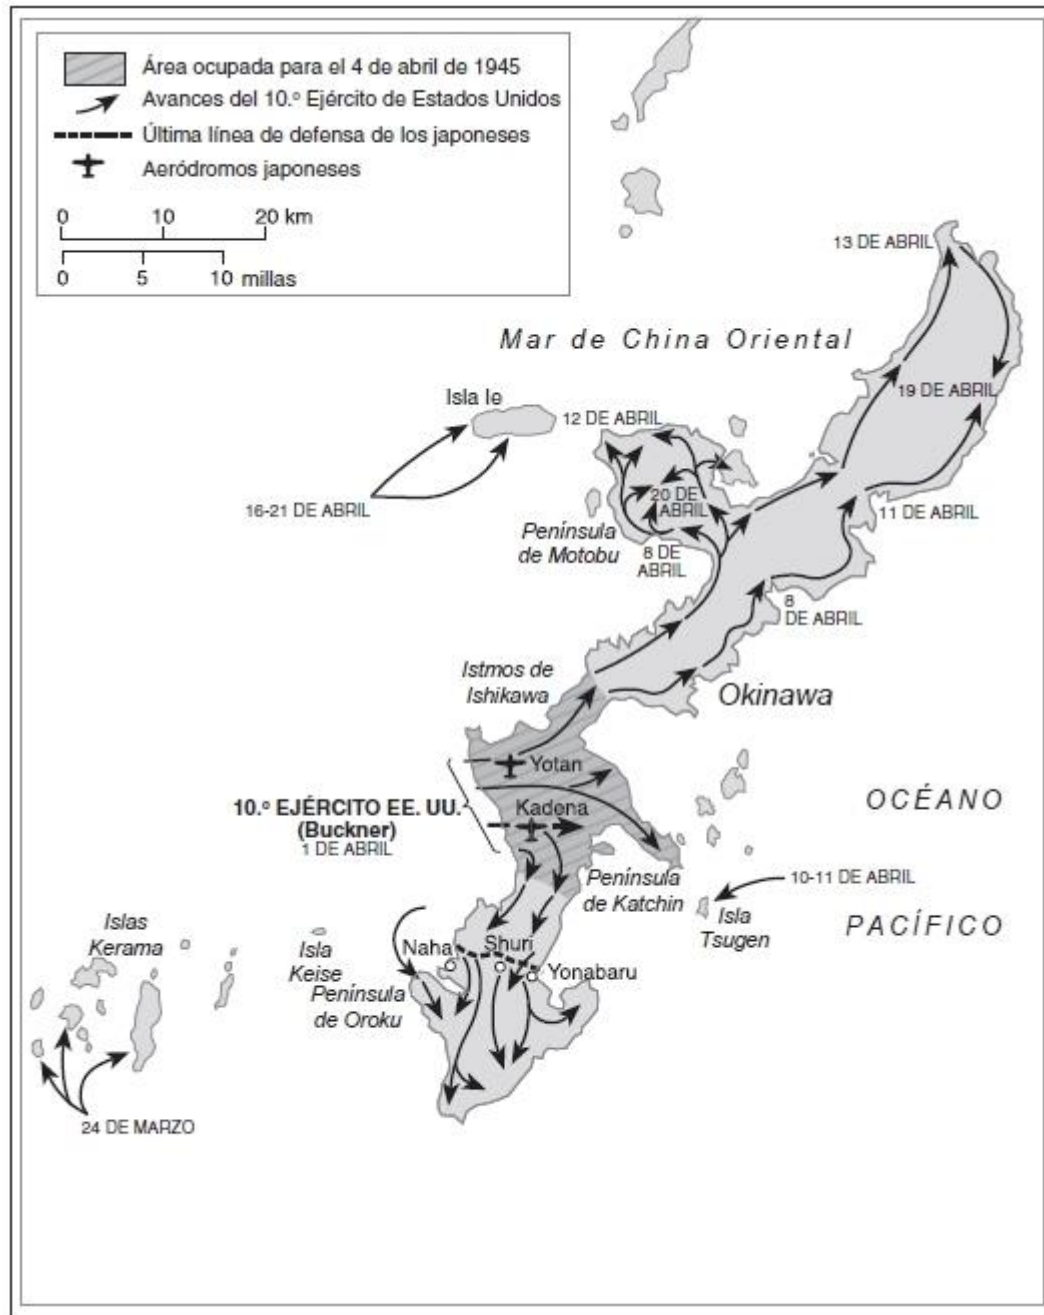 Área ocupada para el 4 de abril de 1945
Avances del 10.º Ejército de Estados Unidos
Última línea de defensa de los japoneses
Aeródromos japoneses
0 10 20 km
0 5 10 millas
13 DE ABRIL
Mar de China Oriental
19 DE ABRIL
Isla Ie
12 DE ABRIL
16-21 DE ABRIL
20 DE
ABRIL
11 DE ABRIL
Península
de Motobu
8 DE
ABRIL
8
DE ABRIL
Istmos de
Ishikawa
Okinawa
Yotan
OCÉANO
PACÍFICO
10.º EJÉRCITO EE. UU.
(Buckner)
1 DE ABRIL
Kadena
Península
de Katchin
10-11 DE ABRIL
Isla
Tsugen
Islas
Kerama
Isla
Keise
Naha
Shuri
Yonabaru
Península
de Oroku
24 DE MARZO